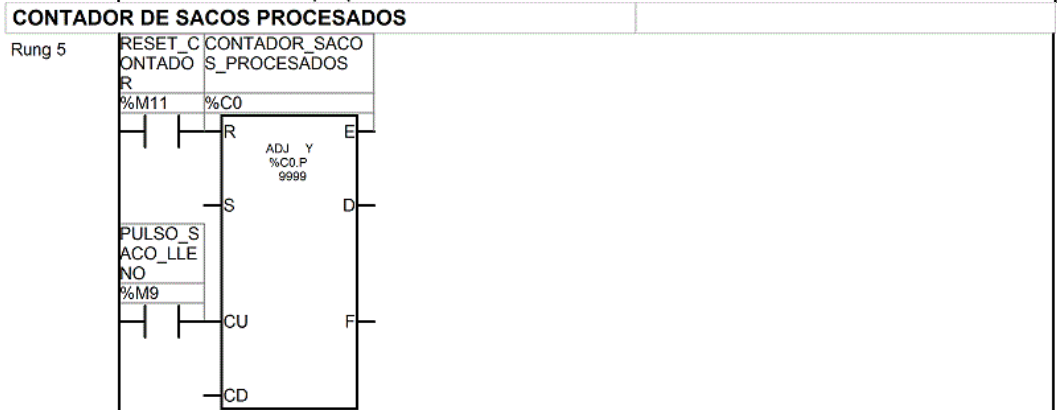 CONTADOR DE SACOS PROCESADOS
Rung 5
RESET_C
ONTADO
R
%M11
CONTADOR_SACO
S_PROCESADOS
%C0
R
E
ADJ Y
%C0.P
9999
S
D
PULSO_S
ACO_LLE
NO
%M9
CU
F
CD